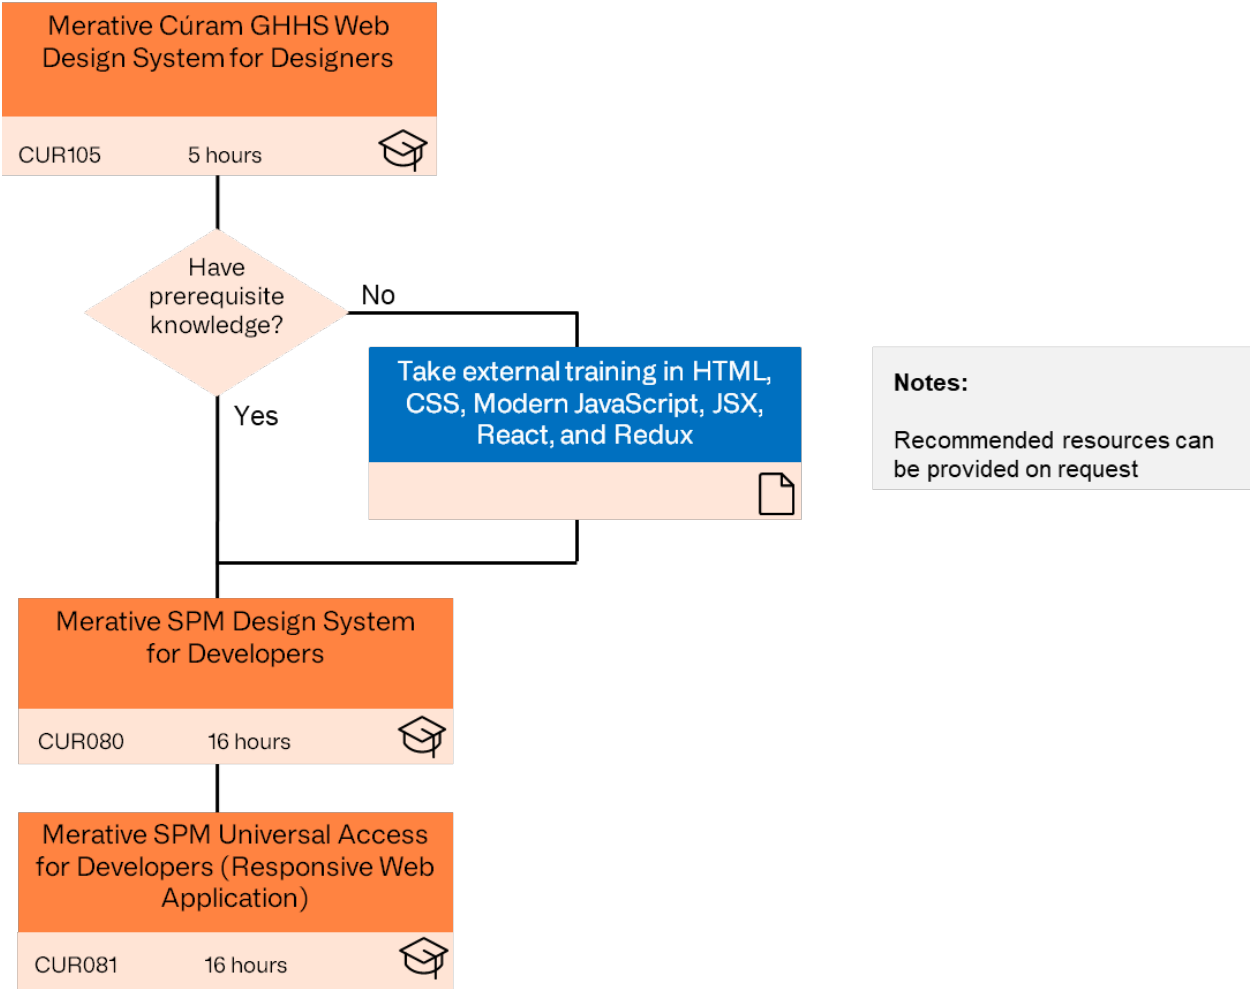 Merative Cúram GHHS Web
Design System for Designers
CUR105 5 hours
Have
prerequisite
knowledge?
No
Yes
Take external training in HTML,
CSS, Modern JavaScript, JSX,
React, and Redux
Notes:
Recommended resources can
be provided on request
Merative SPM Design System
for Developers
CUR080 16 hours
Merative SPM Universal Access
for Developers (Responsive Web
Application)
CUR081 16 hours